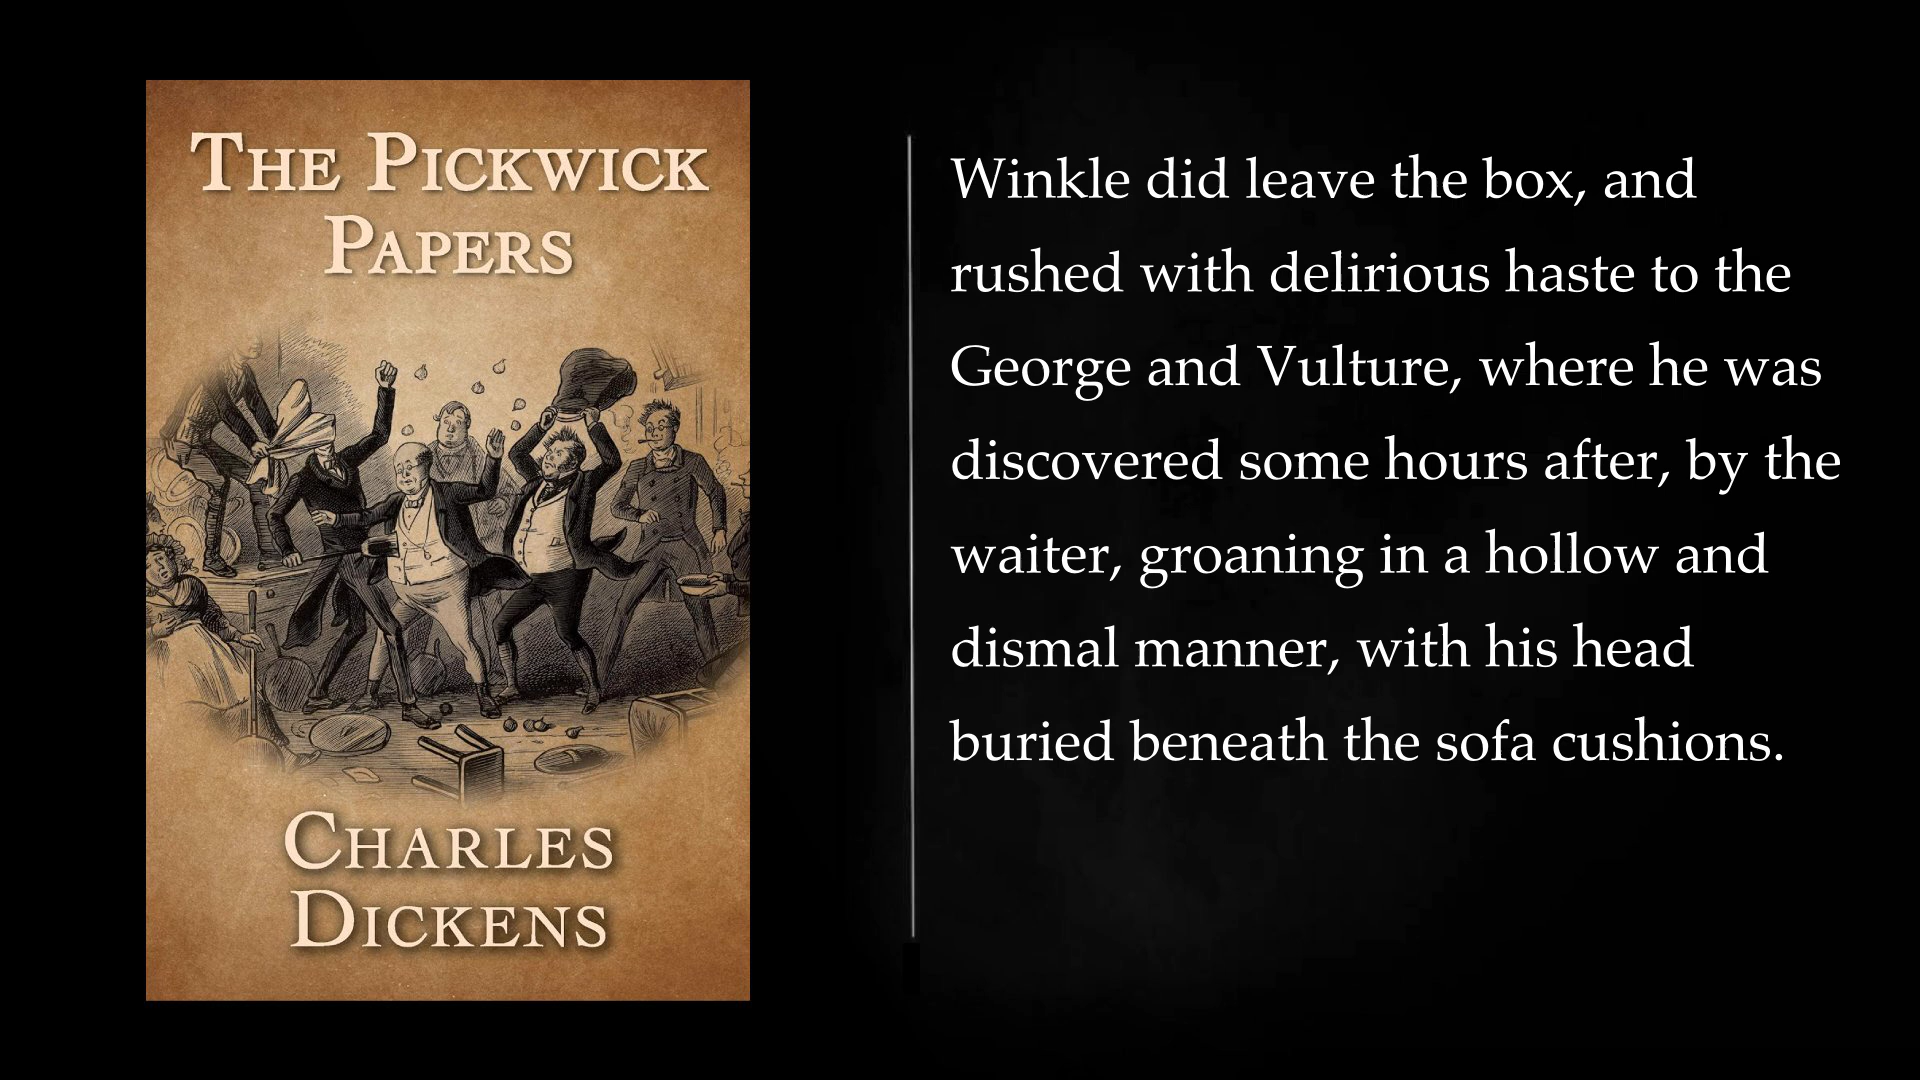 The Pickwick
Papers
Charles
Dickens
Winkle did leave the box, and
rushed with delirious haste to the
George and Vulture, where he was
discovered some hours after, by the
waiter, groaning in a hollow and
dismal manner, with his head
buried beneath the sofa cushions.